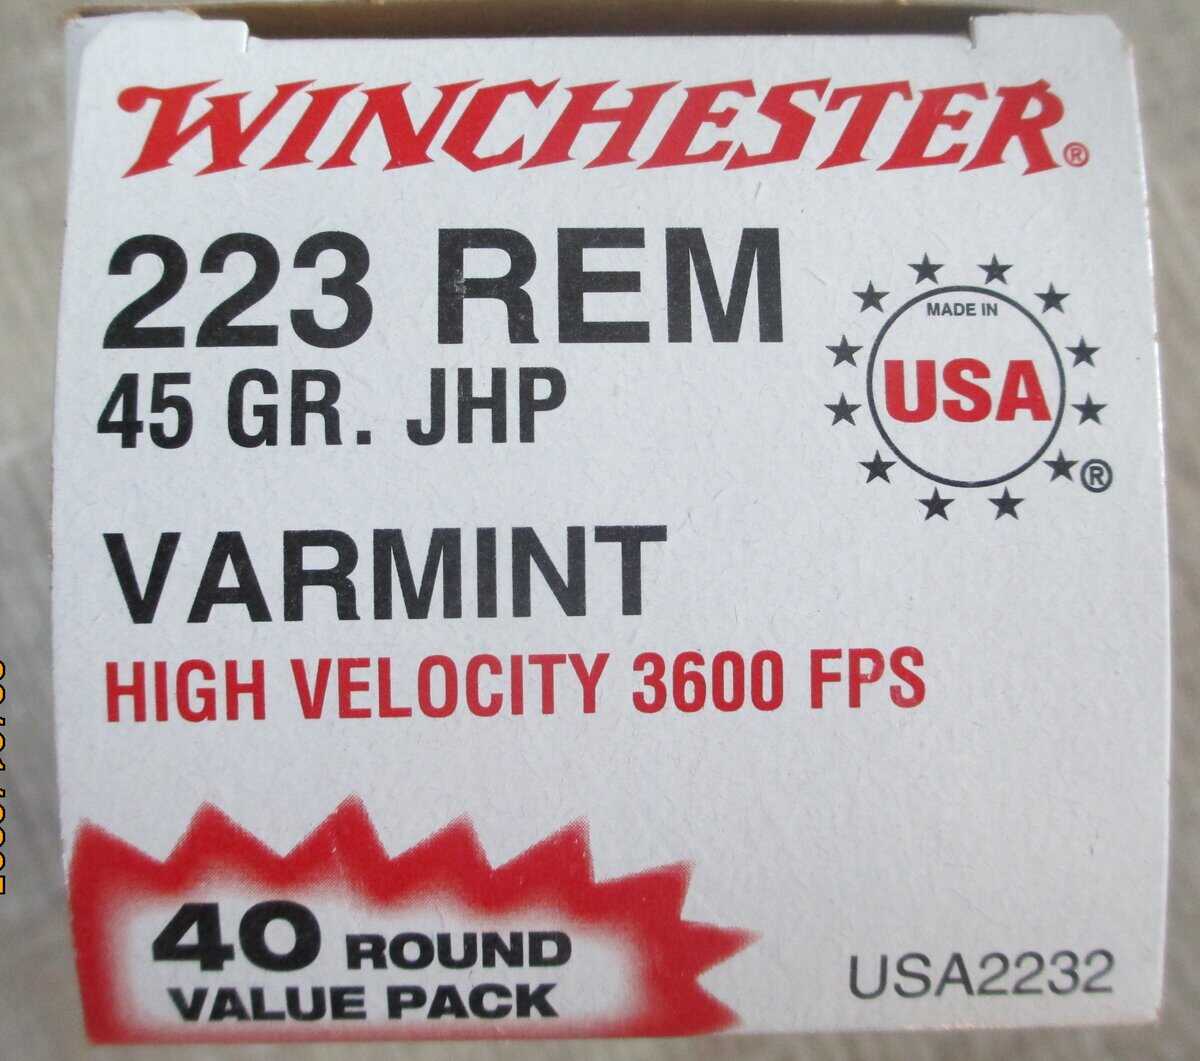 WINCHESTER®
223 REM
45 GR. JHP
MADE IN
USA
®
VARMINT
HIGH VELOCITY 3600 FPS
40 ROUND
VALUE PACK
USA2232